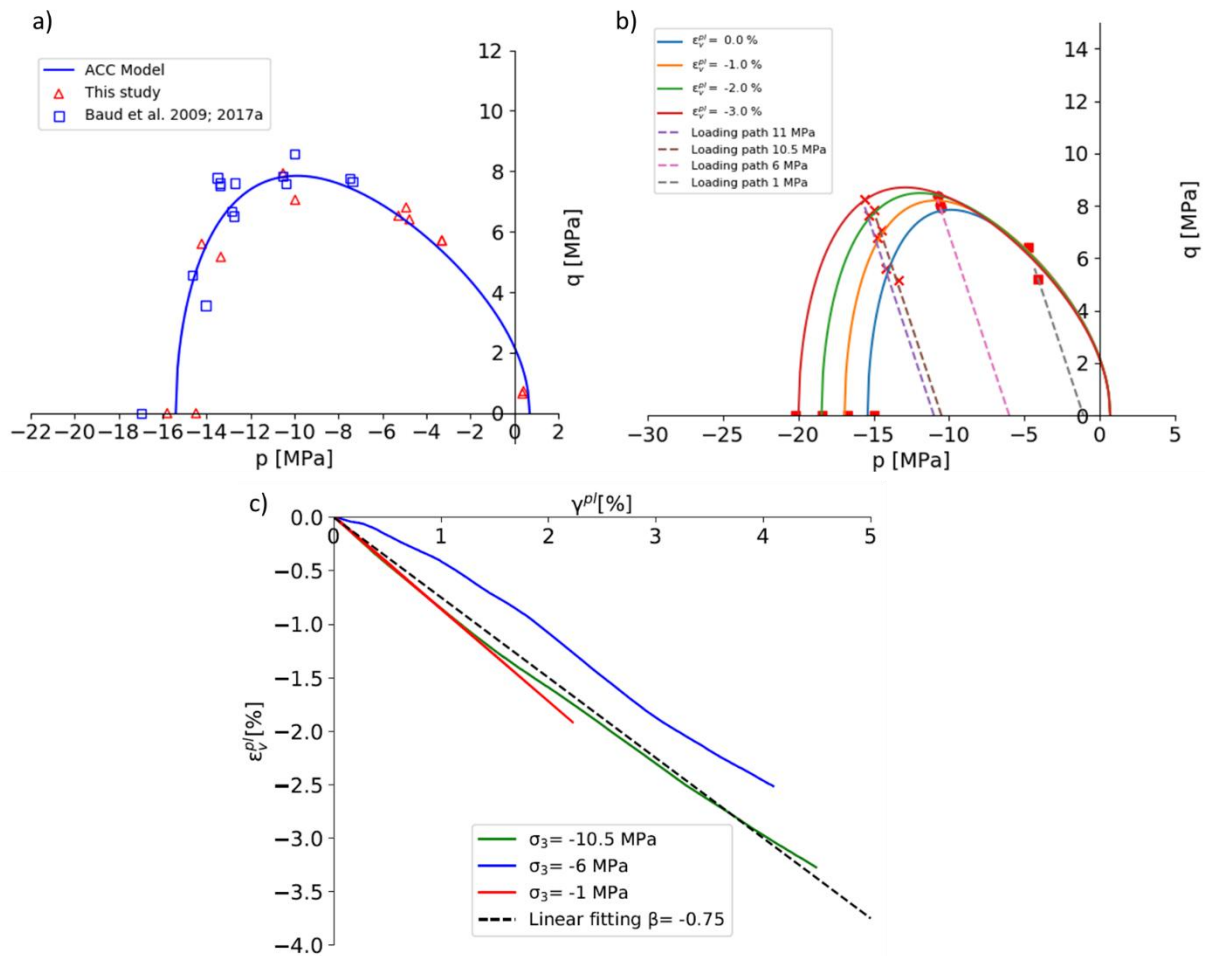 a)
ACC Model
This study
Baud et al. 2009; 2017a
12
10
8
6
4
2
0
q [MPa]
−22 −20 −18 −16 −14 −12 −10 −8 −6 −4 −2 0 2
p [MPa]
b)
εᵥᵖˡ= 0.0 %
εᵥᵖˡ= -1.0 %
εᵥᵖˡ= -2.0 %
εᵥᵖˡ= -3.0 %
Loading path 11 MPa
Loading path 10.5 MPa
Loading path 6 MPa
Loading path 1 MPa
14
12
10
8
6
4
2
0
q [MPa]
−30 −25 −20 −15 −10 −5 0 5
p [MPa]
c)
γᵖˡ[%]
0 1 2 3 4 5
0.0
−0.5
−1.0
−1.5
−2.0
−2.5
−3.0
−3.5
−4.0
εᵥᵖˡ[%]
σ₃= -10.5 MPa
σ₃= -6 MPa
σ₃= -1 MPa
Linear fitting β= -0.75